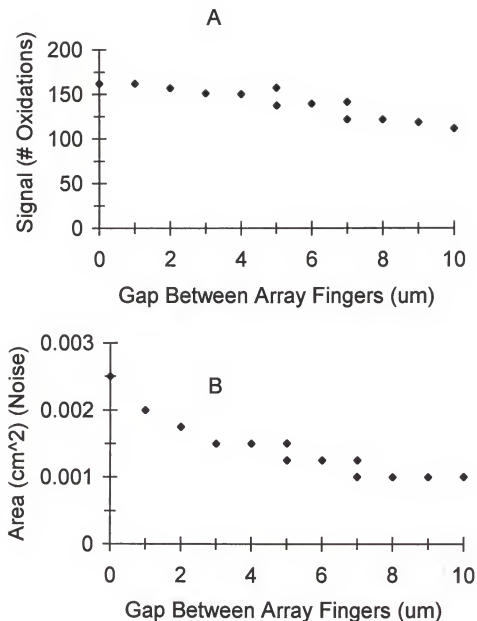 A
Signal (# Oxidations)
200
150
100
50
0
0 2 4 6 8 10
Gap Between Array Fingers (um)
B
Area (cm^2) (Noise)
0.003
0.002
0.001
0
0 2 4 6 8 10
Gap Between Array Fingers (um)